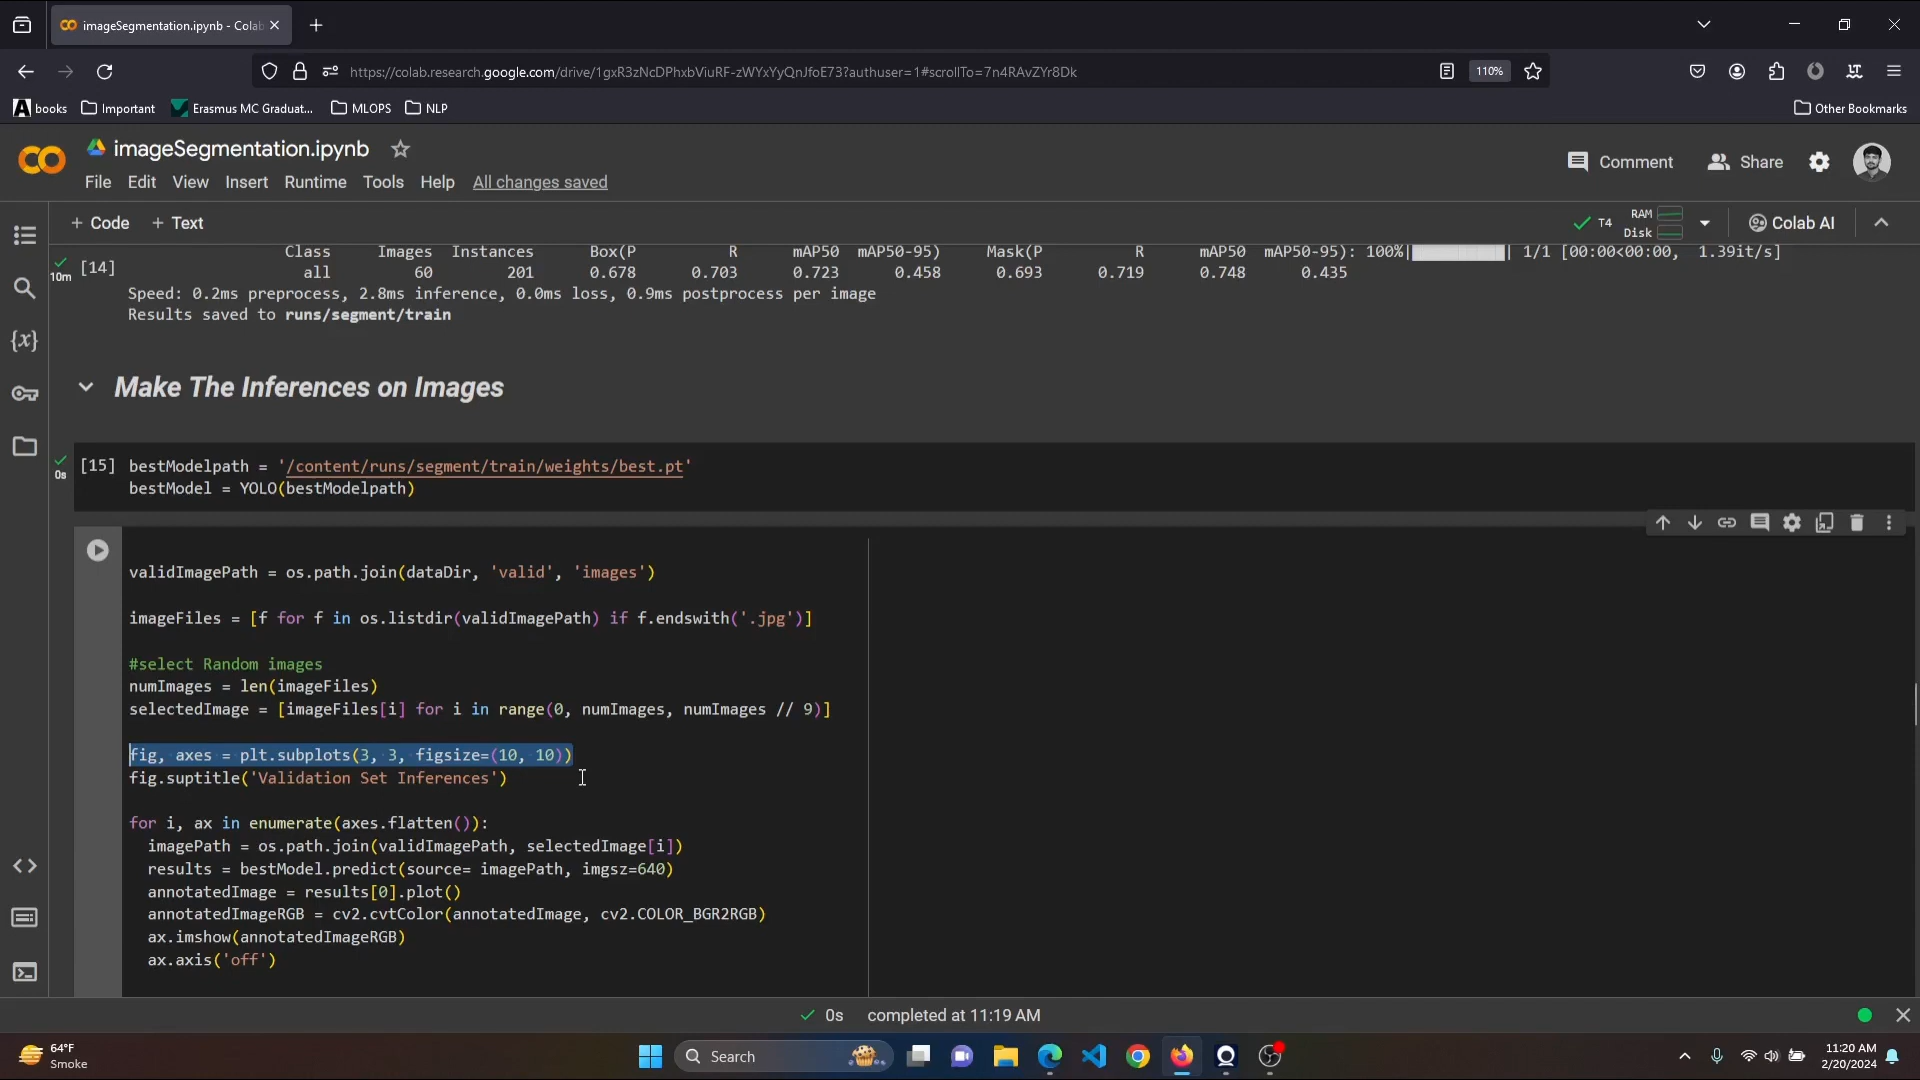 imageSegmentation.ipynb - Colab
https://colab.research.google.com/drive/1gxR3zNcDPhxbViuRF-zWYxYyQnJfoE73?authuser=1#scrollTo=7n4RAvZYr8Dk
110%
books Important Erasmus MC Graduat... MLOPS NLP Other Bookmarks
imageSegmentation.ipynb
Comment Share
File Edit View Insert Runtime Tools Help All changes saved
+ Code + Text
T4 RAM Disk Colab AI
Class Images Instances Box(P R mAP50 mAP50-95) Mask(P R mAP50 mAP50-95): 100%| | 1/1 [00:00<00:00, 1.39it/s]
10m [14]
all 60 201 0.678 0.703 0.723 0.458 0.693 0.719 0.748 0.435
Speed: 0.2ms preprocess, 2.8ms inference, 0.0ms loss, 0.9ms postprocess per image
Results saved to runs/segment/train
Make The Inferences on Images
0s [15] bestModelpath = '/content/runs/segment/train/weights/best.pt'
bestModel = YOLO(bestModelpath)
validImagePath = os.path.join(dataDir, 'valid', 'images')
imageFiles = [f for f in os.listdir(validImagePath) if f.endswith('.jpg')]
#select Random images
numImages = len(imageFiles)
selectedImage = [imageFiles[i] for i in range(0, numImages, numImages // 9)]
fig, axes = plt.subplots(3, 3, figsize=(10, 10))
fig.suptitle('Validation Set Inferences')
for i, ax in enumerate(axes.flatten()):
imagePath = os.path.join(validImagePath, selectedImage[i])
results = bestModel.predict(source= imagePath, imgsz=640)
annotatedImage = results[0].plot()
annotatedImageRGB = cv2.cvtColor(annotatedImage, cv2.COLOR_BGR2RGB)
ax.imshow(annotatedImageRGB)
ax.axis('off')
0s completed at 11:19 AM
64°F
Smoke
Search
11:20 AM
2/20/2024